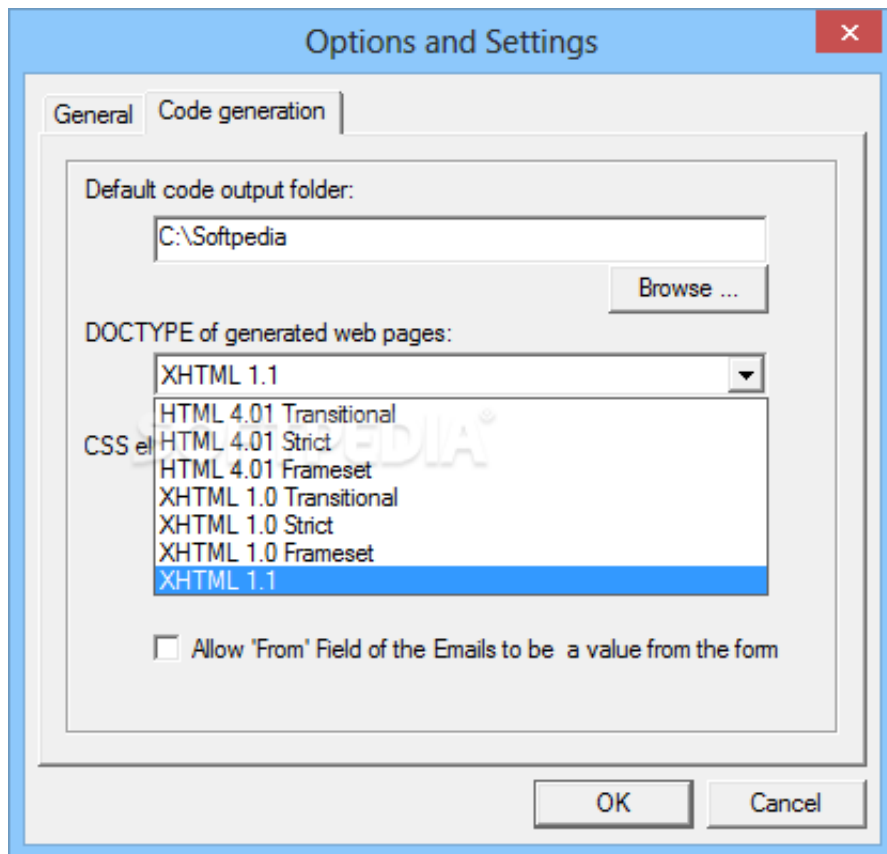 Options and Settings
General
Code generation
Default code output folder:
C:\Softpedia
Browse ...
DOCTYPE of generated web pages:
XHTML 1.1
HTML 4.01 Transitional
SOFTPEDIA®
CSS el
HTML 4.01 Strict
HTML 4.01 Frameset
XHTML 1.0 Transitional
XHTML 1.0 Strict
XHTML 1.0 Frameset
XHTML 1.1
Allow 'From' Field of the Emails to be  a value from the form
OK
Cancel